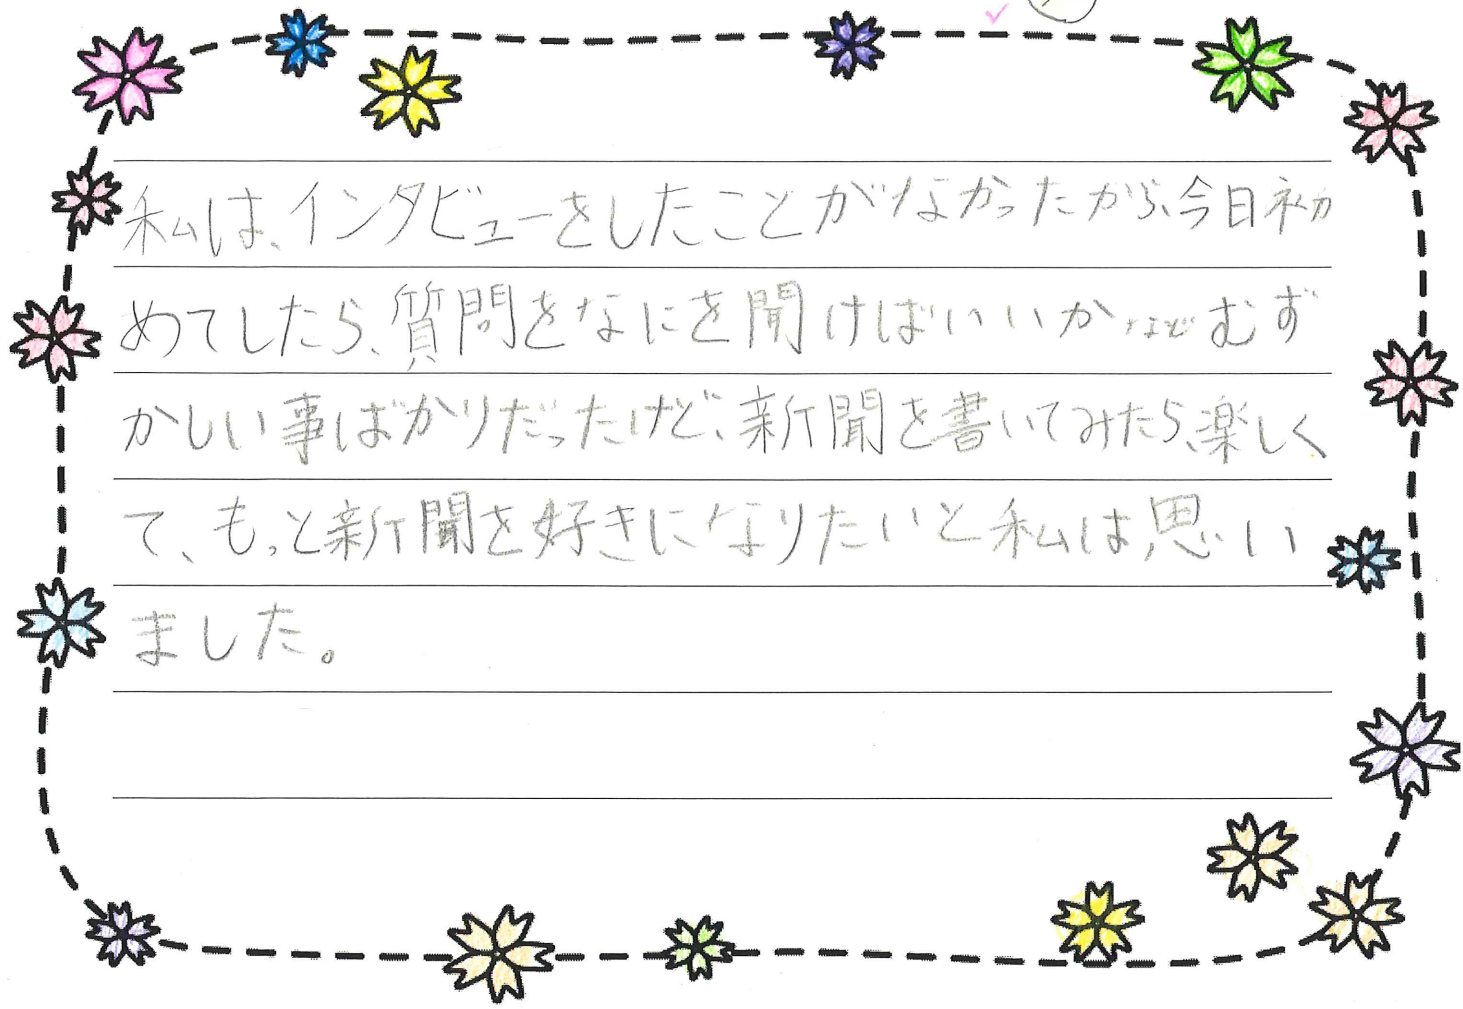 私は、インタビューをしたことがなかったから、今日初
めてしたら、質問をなにを聞けばいいかなどむず
かしい事ばかりだったけど、新聞を書いてみたら、楽しく
て、もっと新聞を好きになりたいと私は、思い
ました。